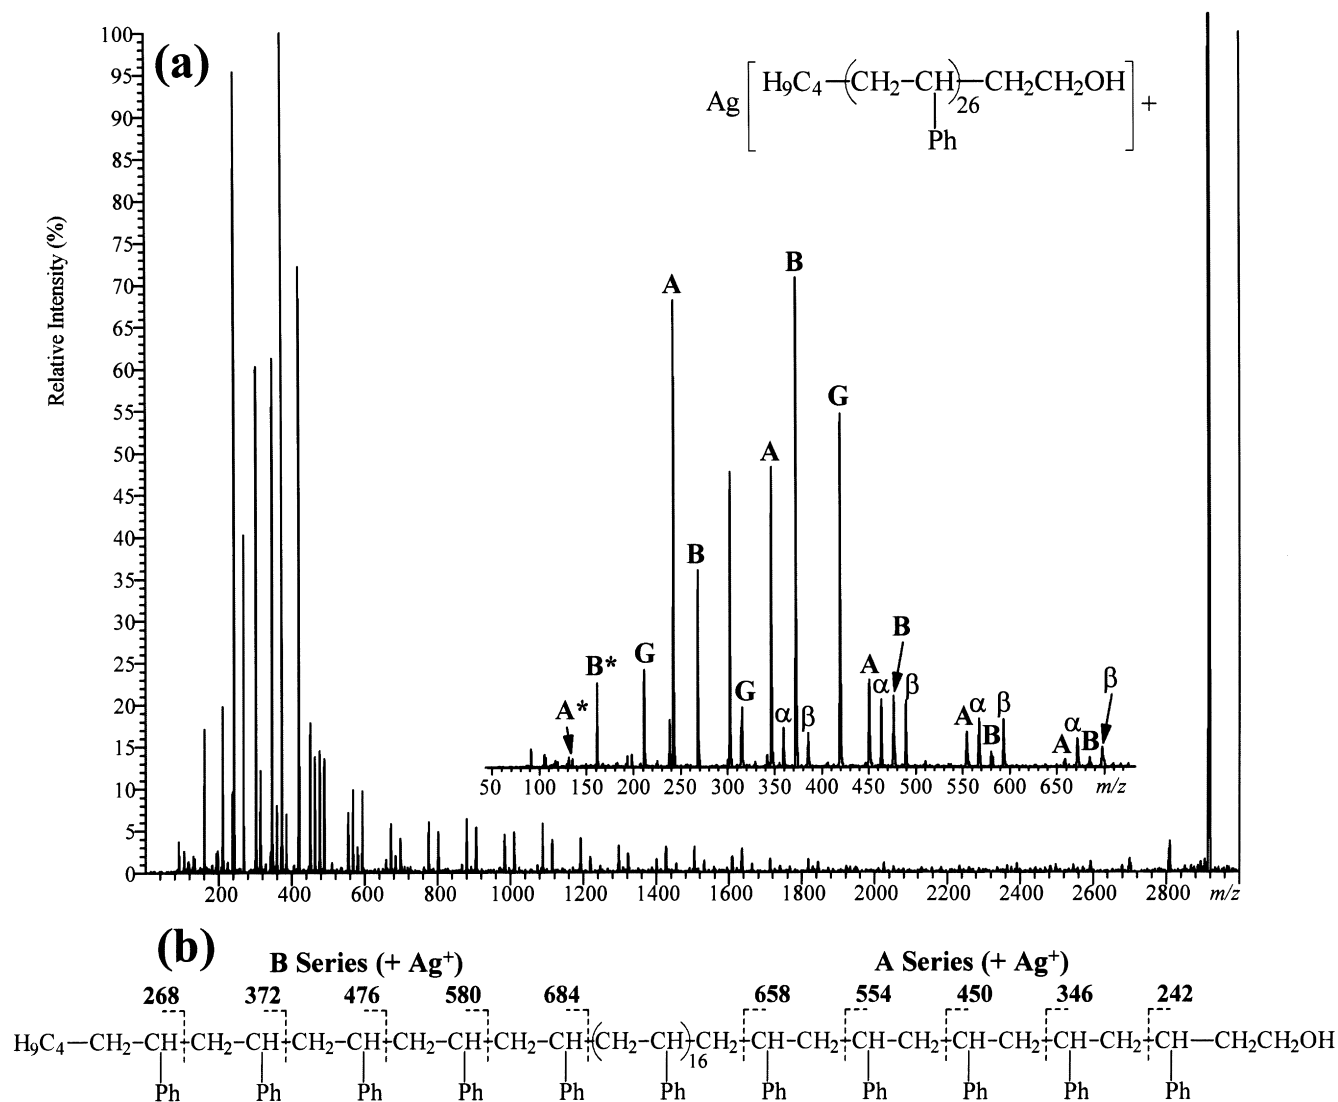 (a)
Relative Intensity (%)
100
95
90
85
80
75
70
65
60
55
50
45
40
35
30
25
20
15
10
5
0
Ag [H₉C₄—(CH₂—CH)₂₆—CH₂CH₂OH] +
Ph
A
B
G
A
B
B* G
A*
G
α β
A α B β
A α B β
A α B β
50 100 150 200 250 300 350 400 450 500 550 600 650 m/z
200 400 600 800 1000 1200 1400 1600 1800 2000 2200 2400 2600 2800 m/z
(b)
B Series (+ Ag⁺) A Series (+ Ag⁺)
268 372 476 580 684 658 554 450 346 242
H₉C₄—CH₂—CH—CH₂—CH—CH₂—CH—CH₂—CH—CH₂—CH—(CH₂—CH)₁₆—CH₂—CH—CH₂—CH—CH₂—CH—CH₂—CH—CH₂—CH—CH₂CH₂OH
Ph Ph Ph Ph Ph Ph Ph Ph Ph Ph Ph